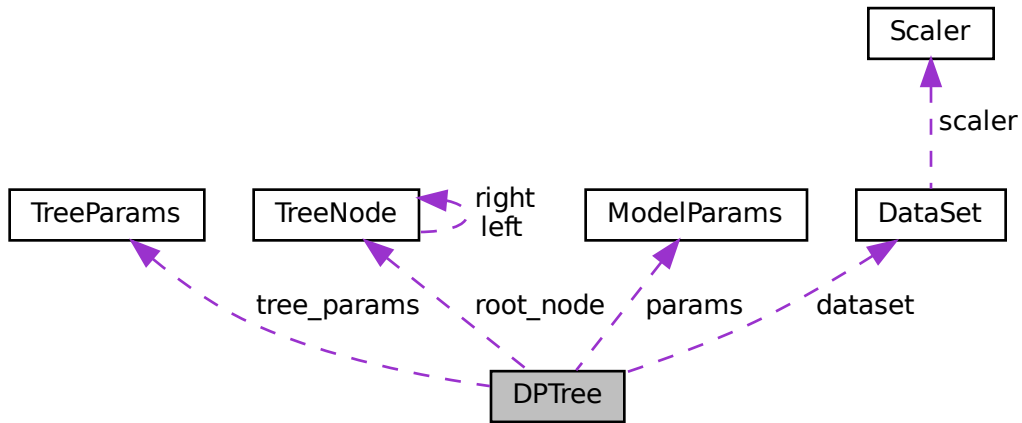 Scaler
scaler
TreeParams
TreeNode
right
left
ModelParams
DataSet
tree_params
root_node
params
dataset
DPTree